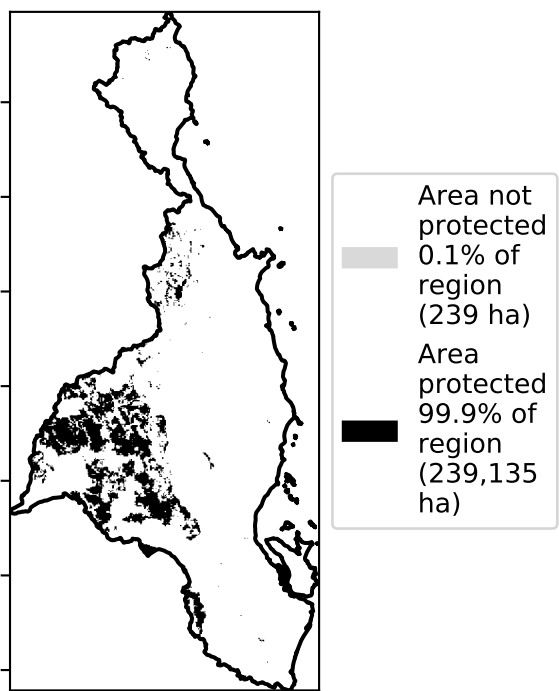 Area not
protected
0.1% of
region
(239 ha)
Area
protected
99.9% of
region
(239,135
ha)